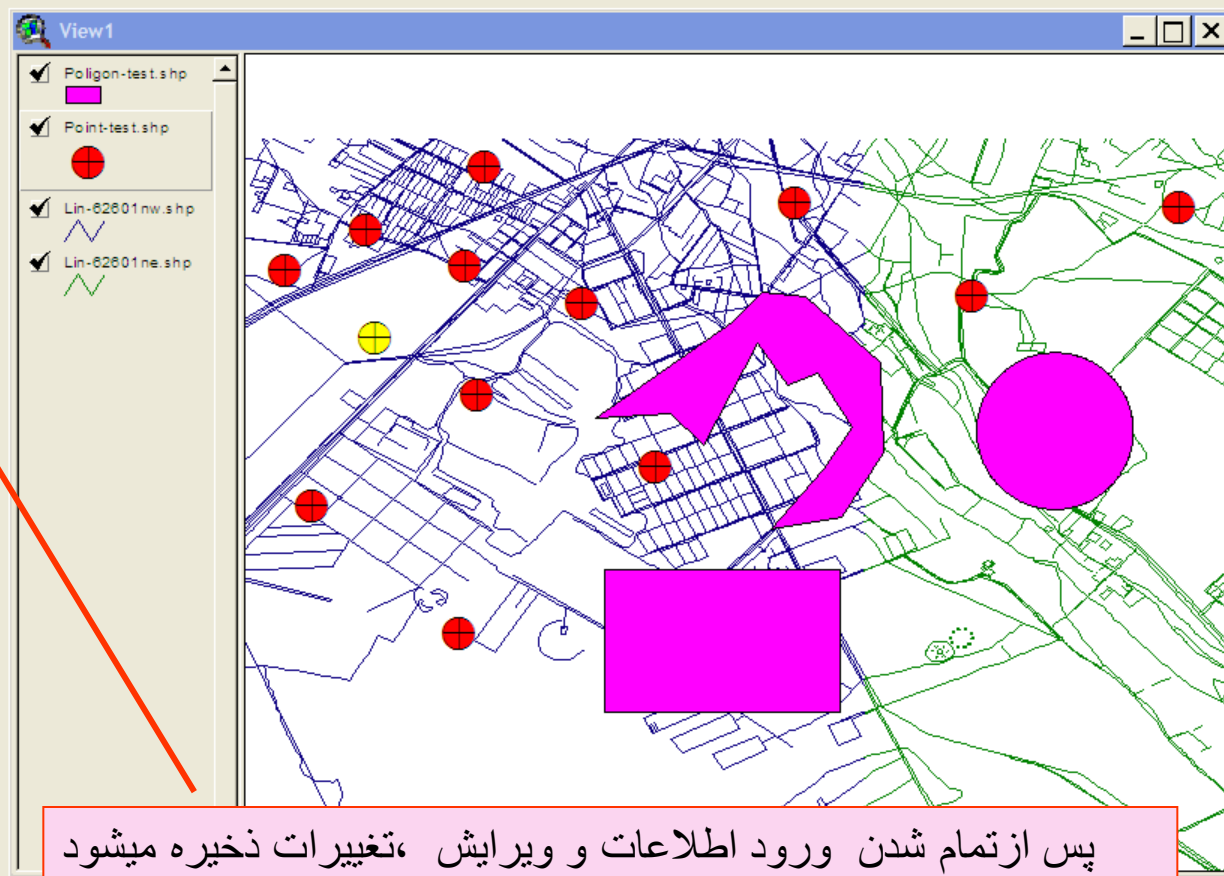 View1
Poligon-test.shp
Point-test.shp
Lin-62601nw.shp
Lin-62601ne.shp
پس ازتمام شدن ورود اطلاعات و ویرایش ،تغییرات ذخیره میشود